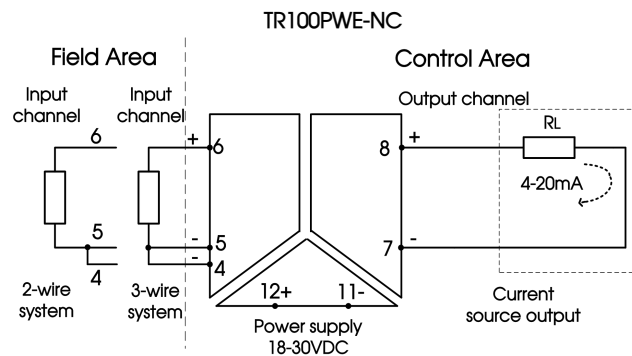 TR100PWE-NC
Field Area
Control Area
Input
channel
Input
channel
Output channel
6
+
6
8
+
RL
4-20mA
5
-
5
-
4
4
7
-
2-wire
system
3-wire
system
12+
11-
Power supply
18-30VDC
Current
source output